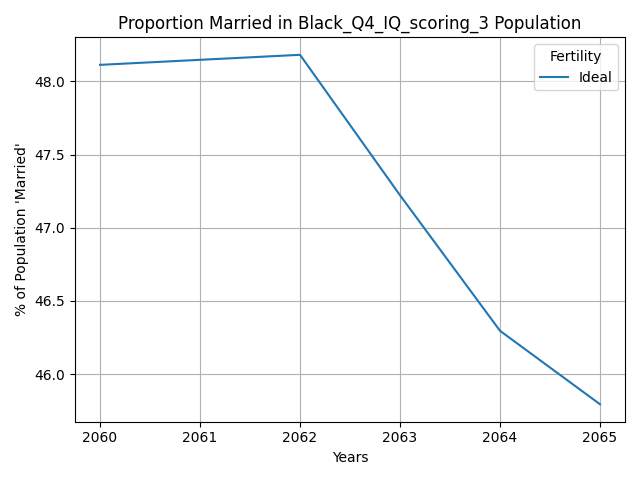 Proportion Married in Black_Q4_IQ_scoring_3 Population
Fertility
Ideal
% of Population 'Married'
48.0
47.5
47.0
46.5
46.0
2060 2061 2062 2063 2064 2065
Years